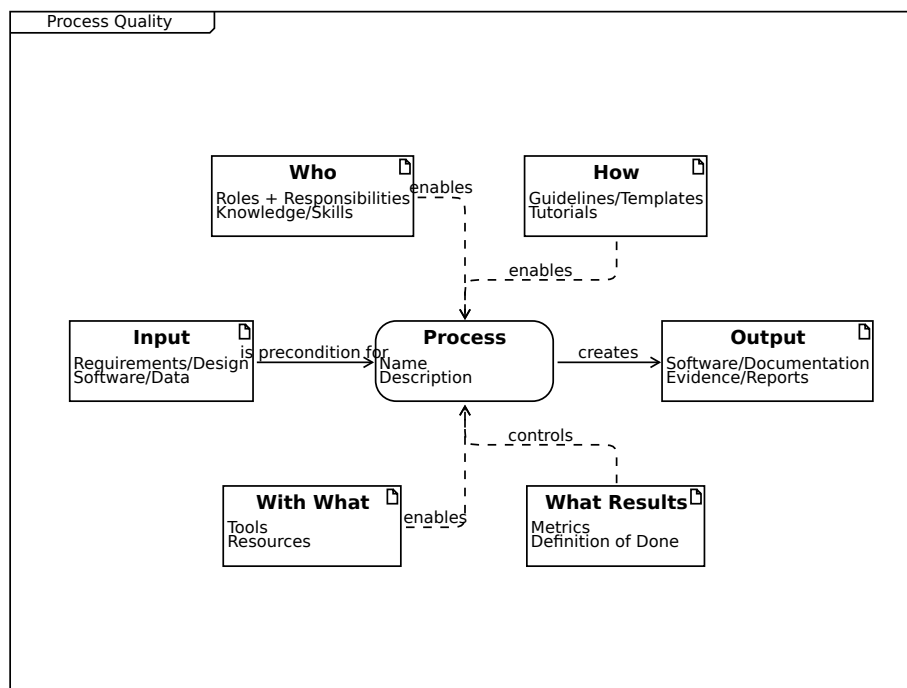 Process Quality
Who
Roles + Responsibilities
Knowledge/Skills
enables
How
Guidelines/Templates
Tutorials
enables
Input
Requirements/Design
Software/Data
is precondition for
Process
Name
Description
creates
Output
Software/Documentation
Evidence/Reports
controls
With What
Tools
Resources
enables
What Results
Metrics
Definition of Done